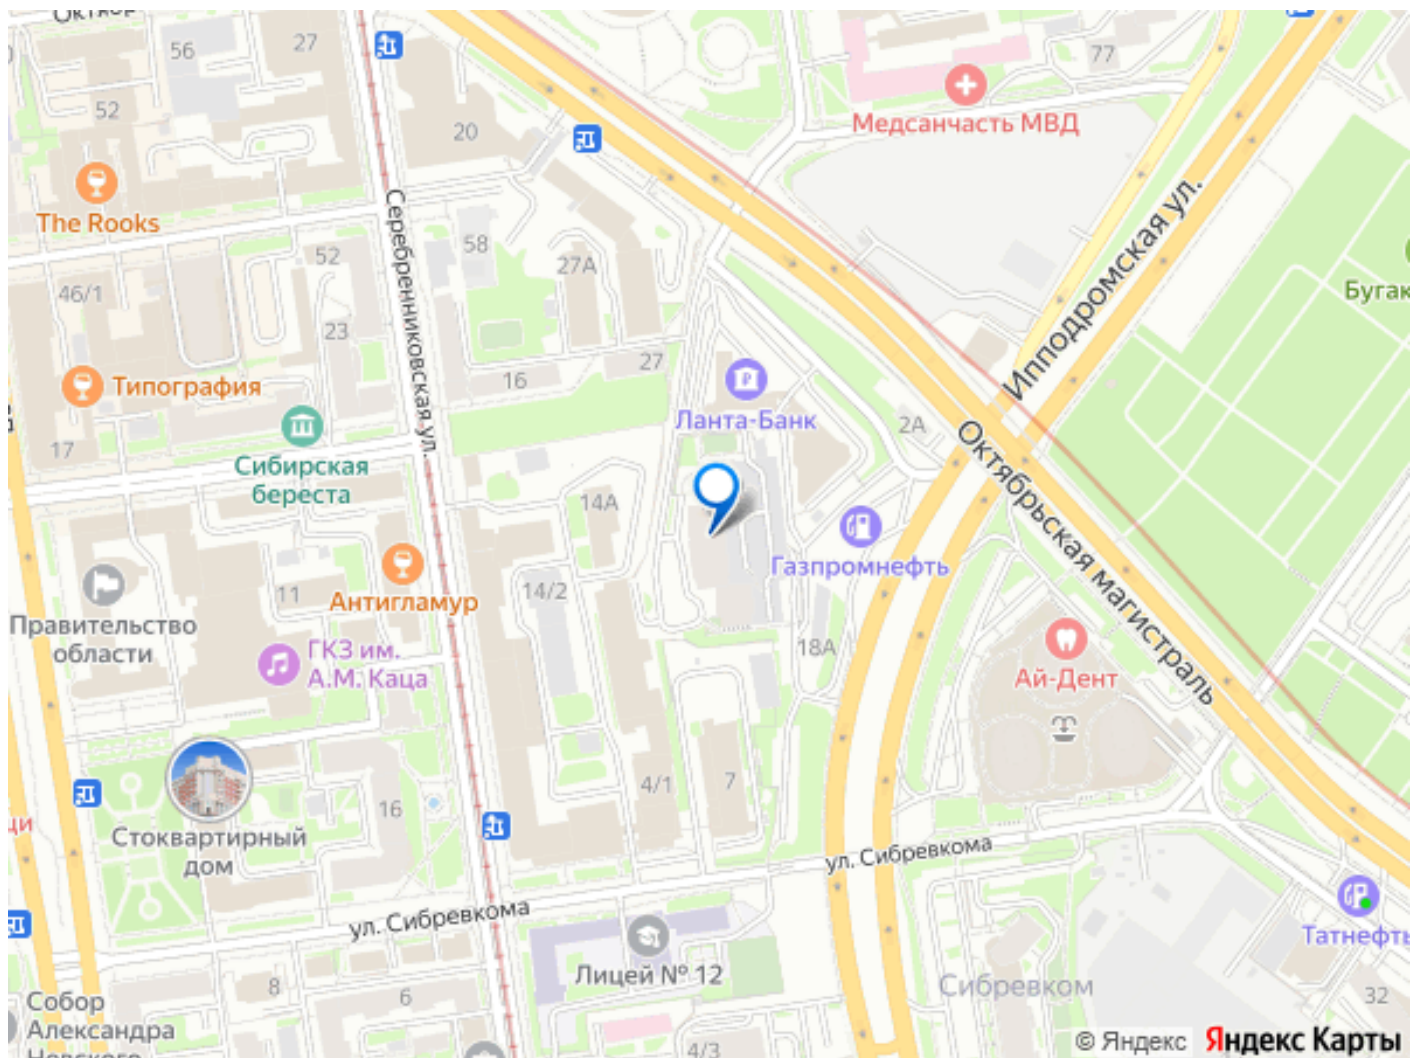 56
27
77
52
20
Медсанчасть МВД
The Rooks
Серебренниковская ул.
Ипподромская ул.
58
52
27А
46/1
23
27
16
Типография
Ланта-Банк
2А
17
Сибирская
береста
Октябрьская магистраль
14А
Газпромнефть
11
14/2
Антигламур
Правительство
области
ГКЗ им.
А.М. Каца
18А
Ай-Дент
4/1
7
16
Стоквартирный
дом
ул. Сибревкома
ул. Сибревкома
Лицей № 12
Татнефть
8
6
Сибревком
32
Собор
Александра
Невского
4/3
© Яндекс Яндекс Карты